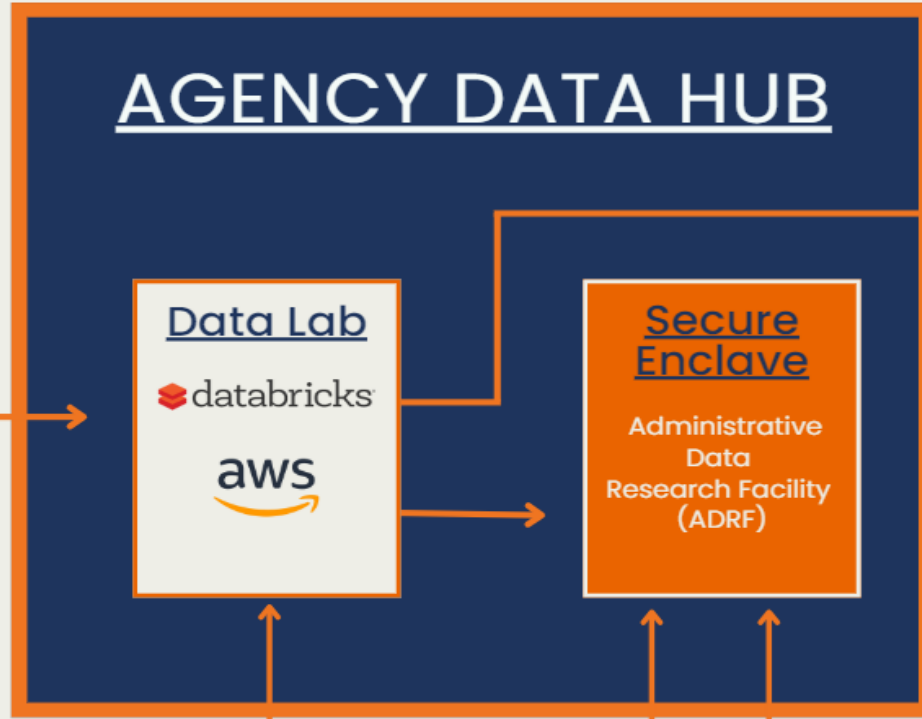 AGENCY DATA HUB
Data Lab
databricks
aws
Secure
Enclave
Administrative
Data
Research Facility
(ADRF)